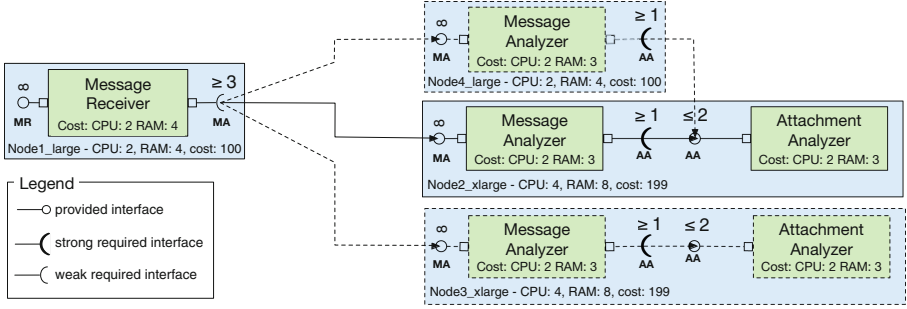 ∞
MR
Message
Receiver
Cost: CPU: 2 RAM: 4
≥ 3
MA
Node1_large - CPU: 2, RAM: 4, cost: 100
∞
MA
Message
Analyzer
Cost: CPU: 2 RAM: 3
≥ 1
AA
Node4_large - CPU: 2, RAM: 4, cost: 100
∞
MA
Message
Analyzer
Cost: CPU: 2 RAM: 3
≥ 1
AA
≤ 2
AA
Attachment
Analyzer
Cost: CPU: 2 RAM: 3
Node2_xlarge - CPU: 4, RAM: 8, cost: 199
∞
MA
Message
Analyzer
Cost: CPU: 2 RAM: 3
≥ 1
AA
≤ 2
AA
Attachment
Analyzer
Cost: CPU: 2 RAM: 3
Node3_xlarge - CPU: 4, RAM: 8, cost: 199
Legend
provided interface
strong required interface
weak required interface